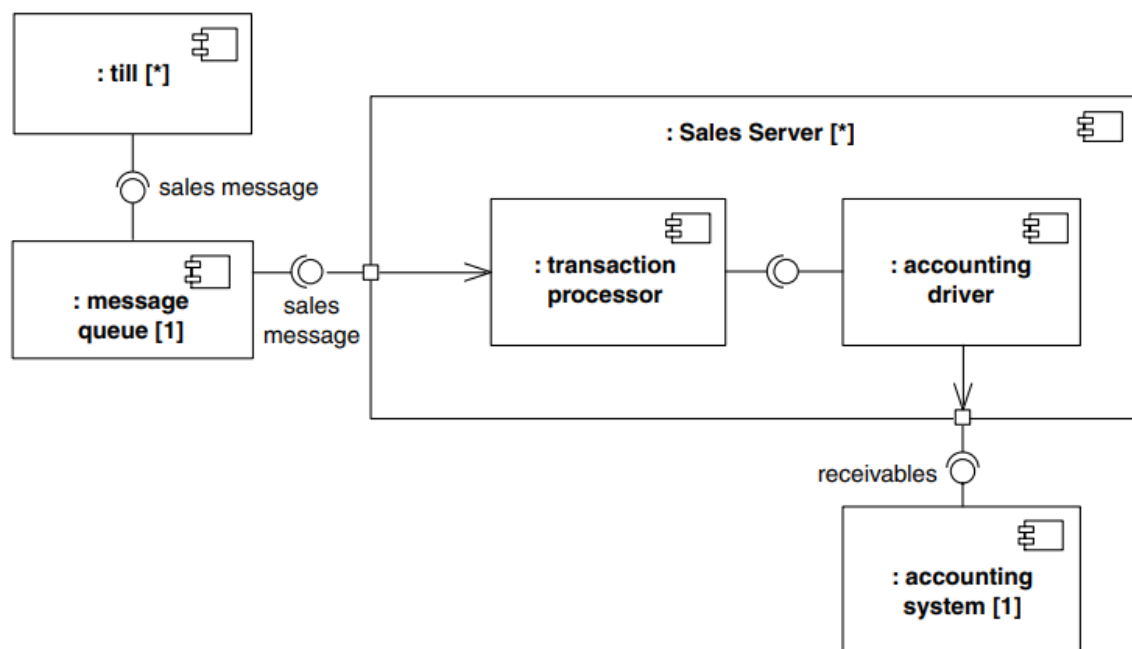 : till [*]
sales message
: message
queue [1]
sales
message
: Sales Server [*]
: transaction
processor
: accounting
driver
receivables
: accounting
system [1]